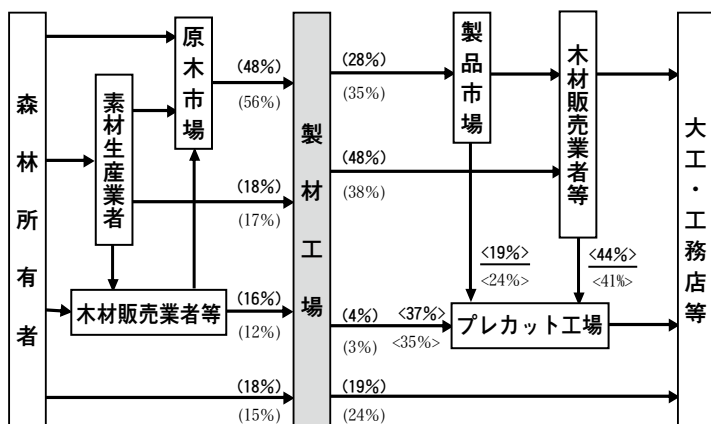 森林所有者
素材生産業者
原木市場
木材販売業者等
(48%)
(56%)
(18%)
(17%)
(16%)
(12%)
(18%)
(15%)
製材工場
(28%)
(35%)
(48%)
(38%)
(4%)
(3%)
<37%>
<35%>
(19%)
(24%)
製品市場
<19%>
<24%>
木材販売業者等
<44%>
<41%>
プレカット工場
大工・工務店等